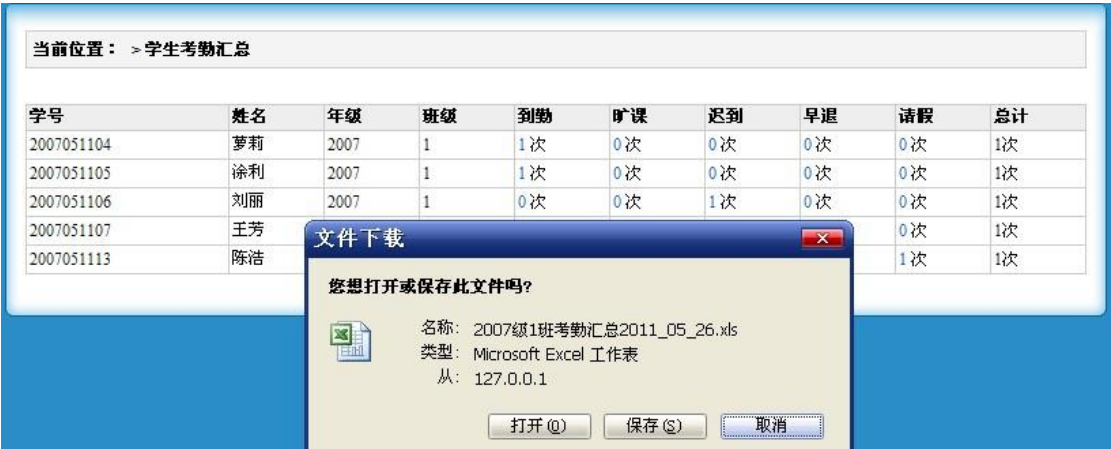 当前位置： >学生考勤汇总
学号 姓名 年级 班级 到勤 旷课 迟到 早退 请假 总计
2007051104 萝莉 2007 1 1次 0次 0次 0次 0次 1次
2007051105 涂利 2007 1 1次 0次 0次 0次 0次 1次
2007051106 刘丽 2007 1 0次 0次 1次 0次 0次 1次
2007051107 王芳 0次 1次
2007051113 陈浩 1次 1次
文件下载
您想打开或保存此文件吗?
名称: 2007级1班考勤汇总2011_05_26.xls
类型: Microsoft Excel 工作表
从: 127.0.0.1
打开(O) 保存(S) 取消